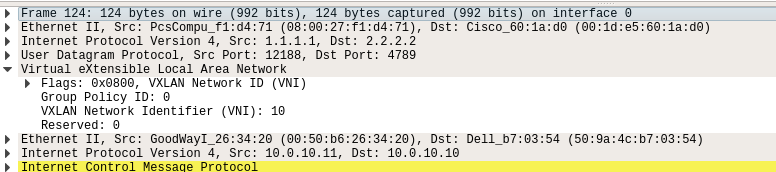 Frame 124: 124 bytes on wire (992 bits), 124 bytes captured (992 bits) on interface 0
Ethernet II, Src: PcsCompu_f1:d4:71 (08:00:27:f1:d4:71), Dst: Cisco_60:1a:d0 (00:1d:e5:60:1a:d0)
Internet Protocol Version 4, Src: 1.1.1.1, Dst: 2.2.2.2
User Datagram Protocol, Src Port: 12188, Dst Port: 4789
Virtual eXtensible Local Area Network
Flags: 0x0800, VXLAN Network ID (VNI)
Group Policy ID: 0
VXLAN Network Identifier (VNI): 10
Reserved: 0
Ethernet II, Src: GoodWayI_26:34:20 (00:50:b6:26:34:20), Dst: Dell_b7:03:54 (50:9a:4c:b7:03:54)
Internet Protocol Version 4, Src: 10.0.10.11, Dst: 10.0.10.10
Internet Control Message Protocol